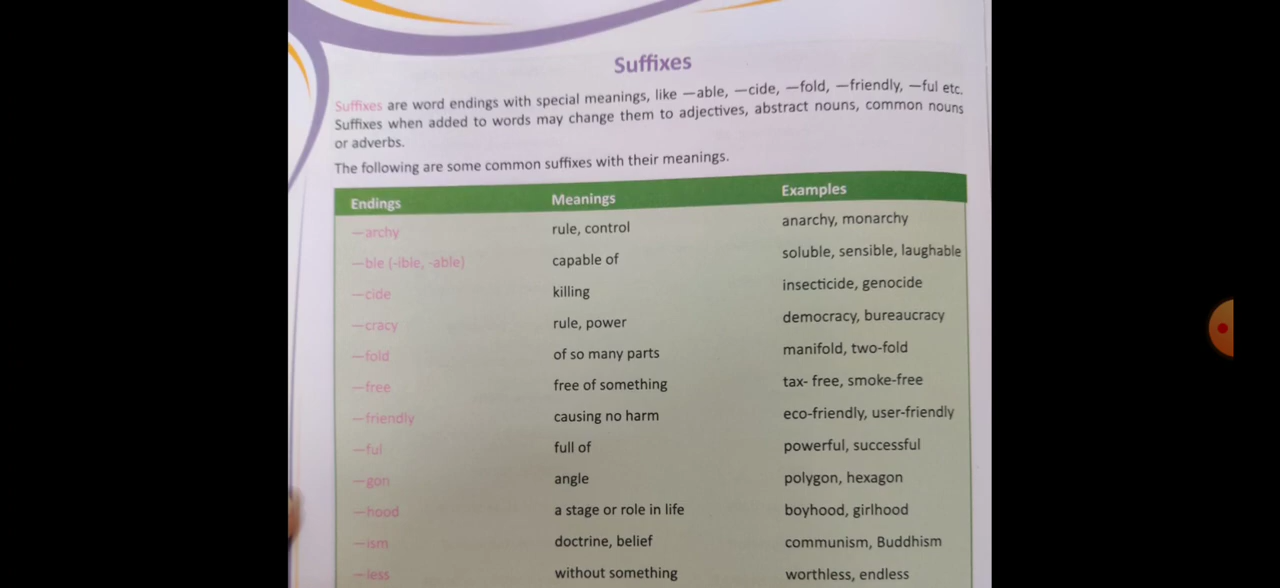 Suffixes
Suffixes are word endings with special meanings, like —able, —cide, —fold, —friendly, —ful etc.
Suffixes when added to words may change them to adjectives, abstract nouns, common nouns
or adverbs.
The following are some common suffixes with their meanings.
Endings Meanings Examples
—archy rule, control anarchy, monarchy
—ble (-ible, -able) capable of soluble, sensible, laughable
—cide killing insecticide, genocide
—cracy rule, power democracy, bureaucracy
—fold of so many parts manifold, two-fold
—free free of something tax- free, smoke-free
—friendly causing no harm eco-friendly, user-friendly
—ful full of powerful, successful
—gon angle polygon, hexagon
—hood a stage or role in life boyhood, girlhood
—ism doctrine, belief communism, Buddhism
—less without something worthless, endless